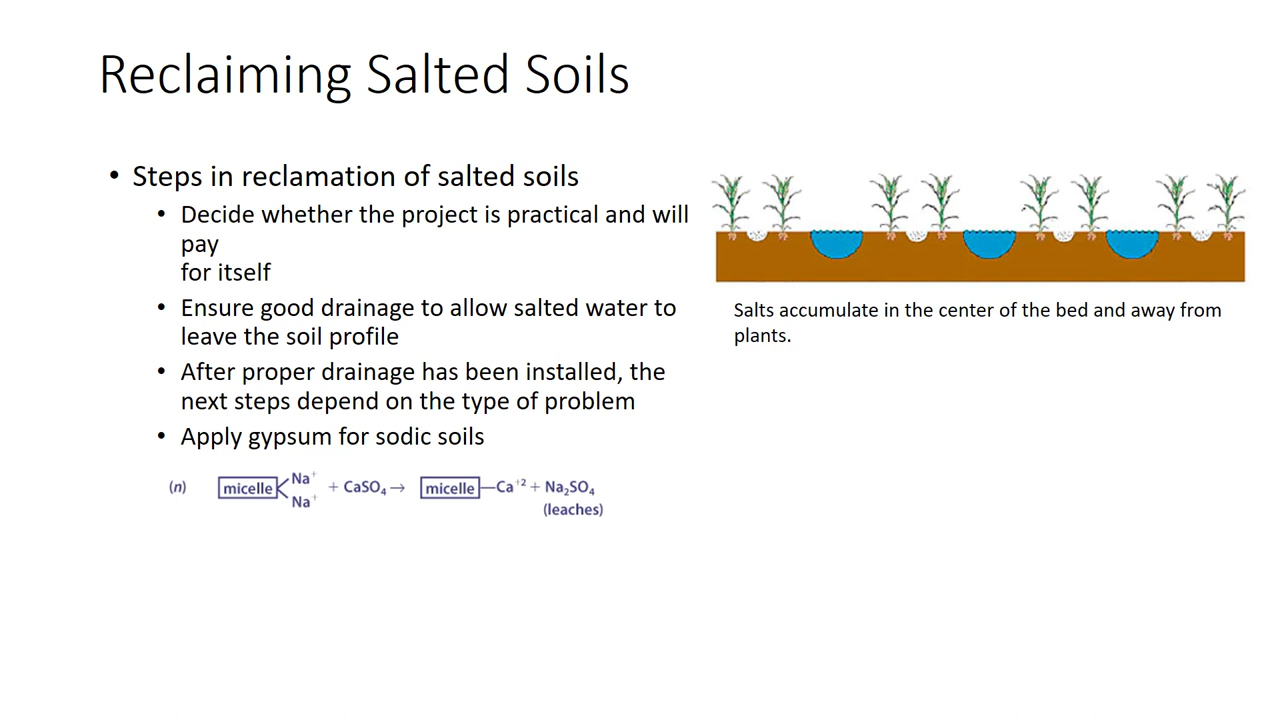 Reclaiming Salted Soils
• Steps in reclamation of salted soils
• Decide whether the project is practical and will
pay
for itself
• Ensure good drainage to allow salted water to
leave the soil profile
• After proper drainage has been installed, the
next steps depend on the type of problem
• Apply gypsum for sodic soils
(n) micelle Na⁺ Na⁺ + CaSO₄ → micelle—Ca⁺² + Na₂SO₄
(leaches)
Salts accumulate in the center of the bed and away from
plants.